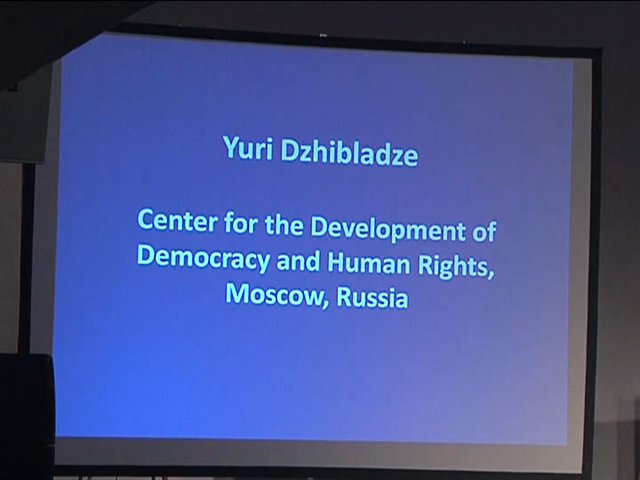 Yuri Dzhibladze
Center for the Development of
Democracy and Human Rights,
Moscow, Russia